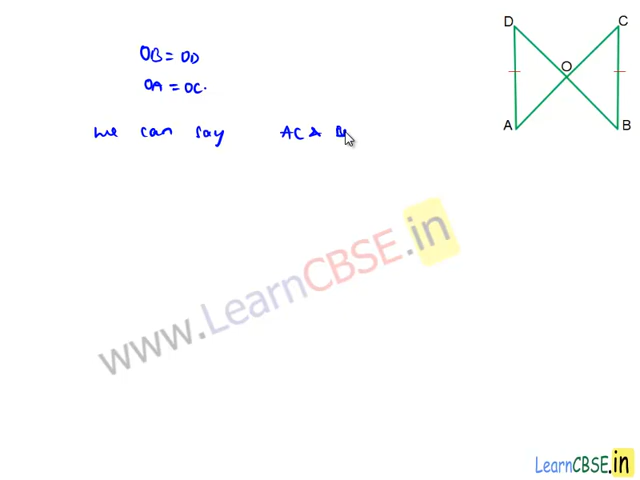 OB = OD
OA = OC.
we can say AC &
D
C
O
A
B
www.LearnCBSE.in
LearnCBSE.in